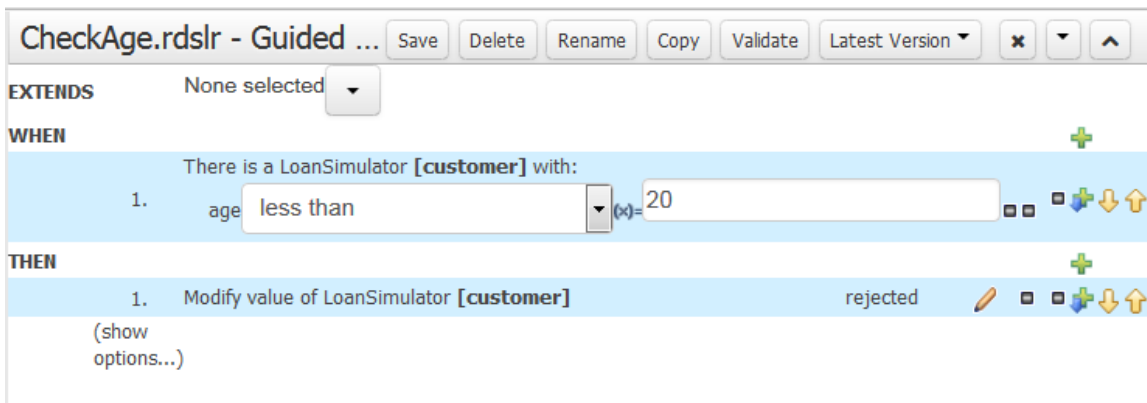 CheckAge.rdslr - Guided ... Save Delete Rename Copy Validate Latest Version
EXTENDS None selected
WHEN
There is a LoanSimulator [customer] with:
1. age less than (x)= 20
THEN
1. Modify value of LoanSimulator [customer] rejected
(show
options...)